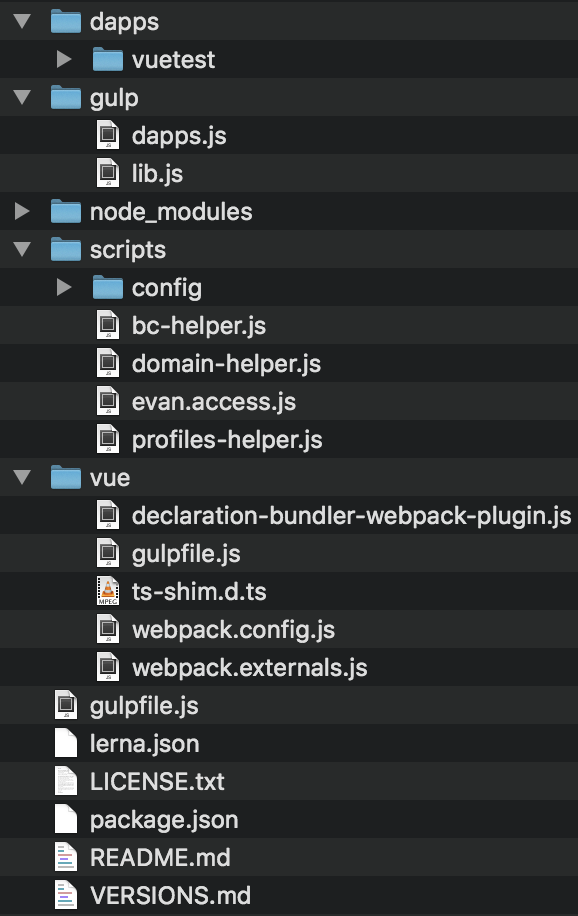 dapps
vuetest
gulp
dapps.js
lib.js
node_modules
scripts
config
bc-helper.js
domain-helper.js
evan.access.js
profiles-helper.js
vue
declaration-bundler-webpack-plugin.js
gulpfile.js
ts-shim.d.ts
webpack.config.js
webpack.externals.js
gulpfile.js
lerna.json
LICENSE.txt
package.json
README.md
VERSIONS.md